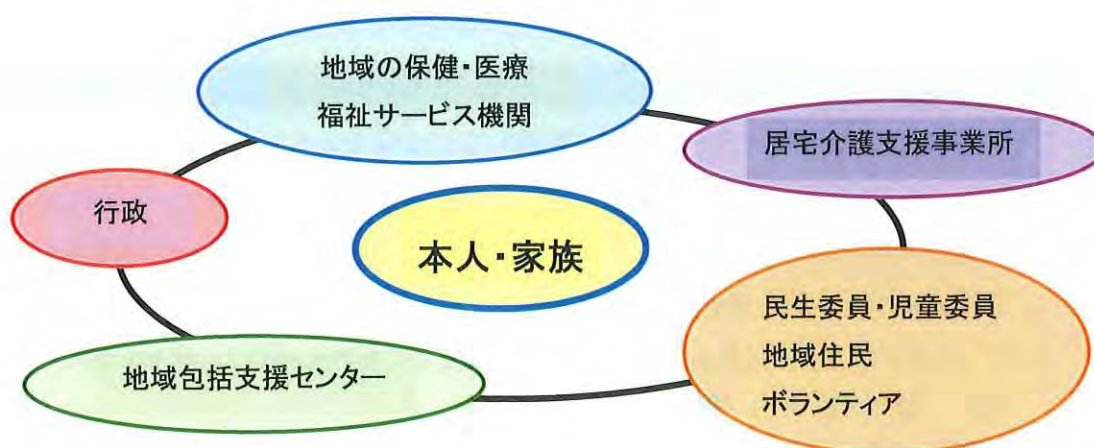 地域の保健・医療
福祉サービス機関
居宅介護支援事業所
行政
本人・家族
民生委員・児童委員
地域住民
ボランティア
地域包括支援センター